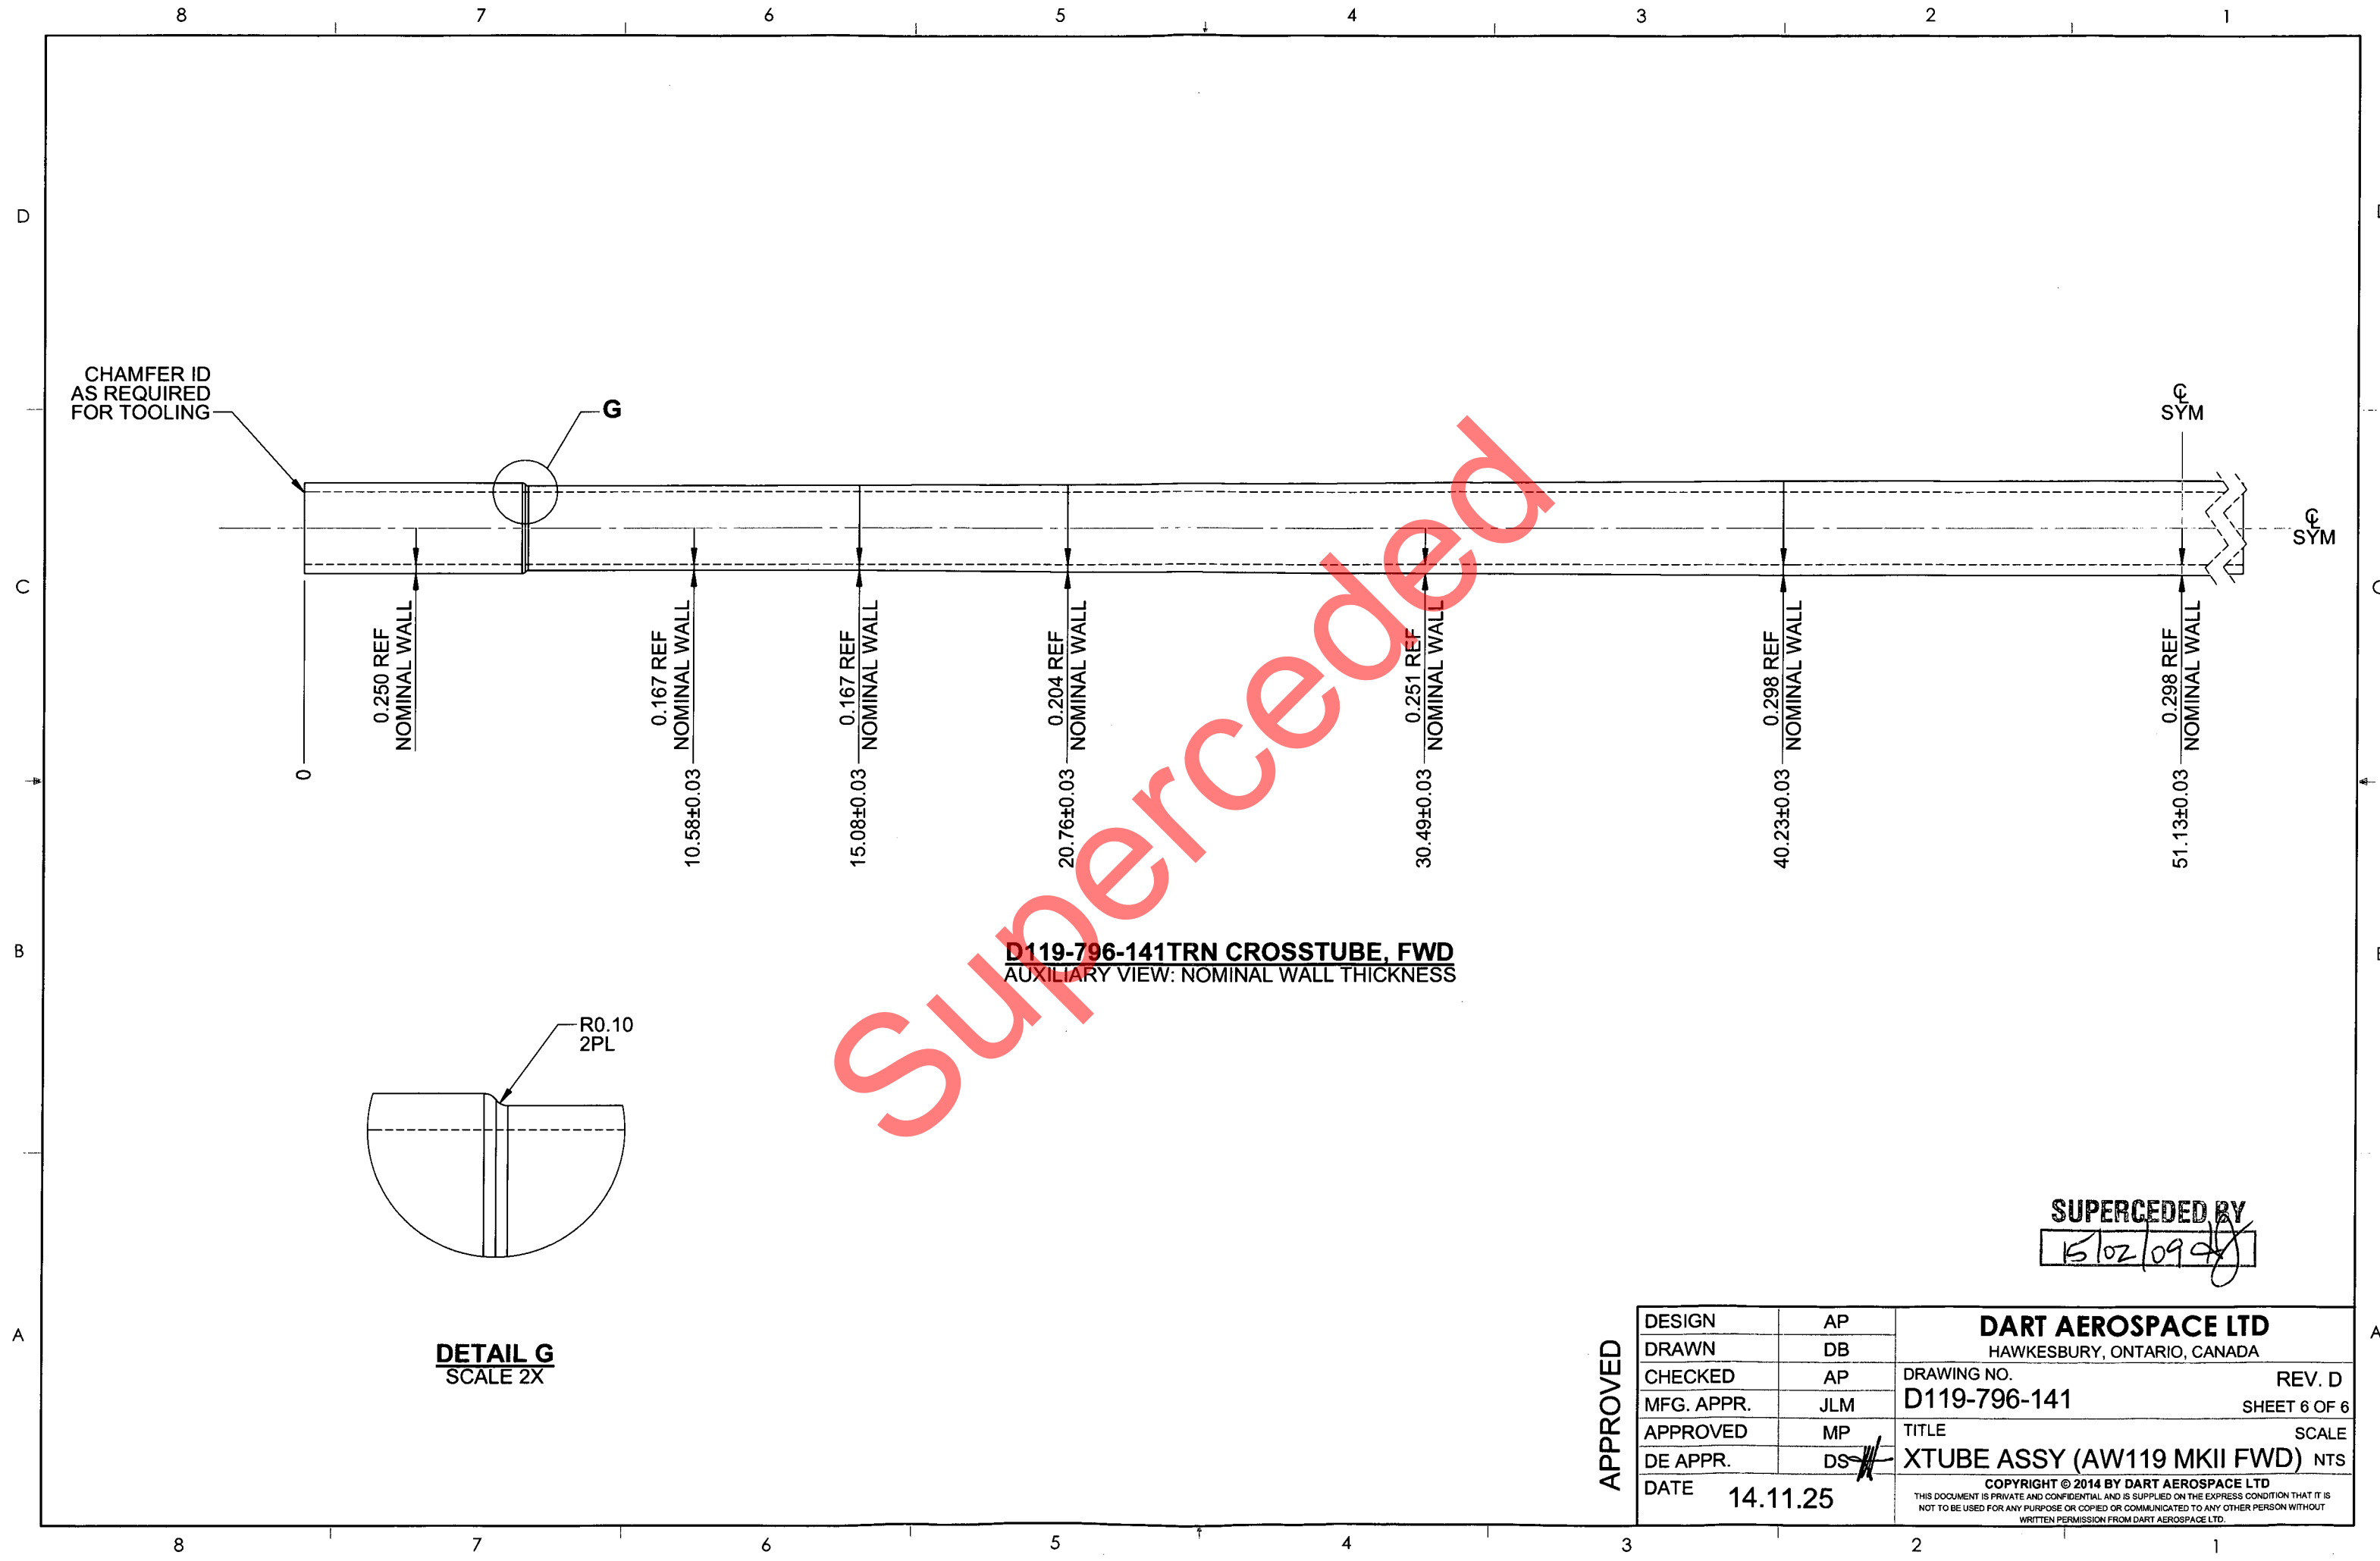 8 7 6 5 4 3 2 1
D
CHAMFER ID
AS REQUIRED
FOR TOOLING
G
℄
SYM
℄
SYM
C
0
0.250 REF
NOMINAL WALL
0.167 REF
NOMINAL WALL
10.58±0.03
0.167 REF
NOMINAL WALL
15.08±0.03
0.204 REF
NOMINAL WALL
20.76±0.03
0.251 REF
NOMINAL WALL
30.49±0.03
0.298 REF
NOMINAL WALL
40.23±0.03
0.298 REF
NOMINAL WALL
51.13±0.03
Superceded
B
D119-796-141TRN CROSSTUBE, FWD
AUXILIARY VIEW: NOMINAL WALL THICKNESS
R0.10
2PL
DETAIL G
SCALE 2X
SUPERCEDED BY
15/02/09
A
A
APPROVED
DESIGN AP
DRAWN DB
CHECKED AP
MFG. APPR. JLM
APPROVED MP
DE APPR. DS
DATE 14.11.25
DART AEROSPACE LTD
HAWKESBURY, ONTARIO, CANADA
DRAWING NO. REV. D
D119-796-141 SHEET 6 OF 6
TITLE SCALE
XTUBE ASSY (AW119 MKII FWD) NTS
COPYRIGHT © 2014 BY DART AEROSPACE LTD
THIS DOCUMENT IS PRIVATE AND CONFIDENTIAL AND IS SUPPLIED ON THE EXPRESS CONDITION THAT IT IS
NOT TO BE USED FOR ANY PURPOSE OR COPIED OR COMMUNICATED TO ANY OTHER PERSON WITHOUT
WRITTEN PERMISSION FROM DART AEROSPACE LTD.
8 7 6 5 4 3 2 1